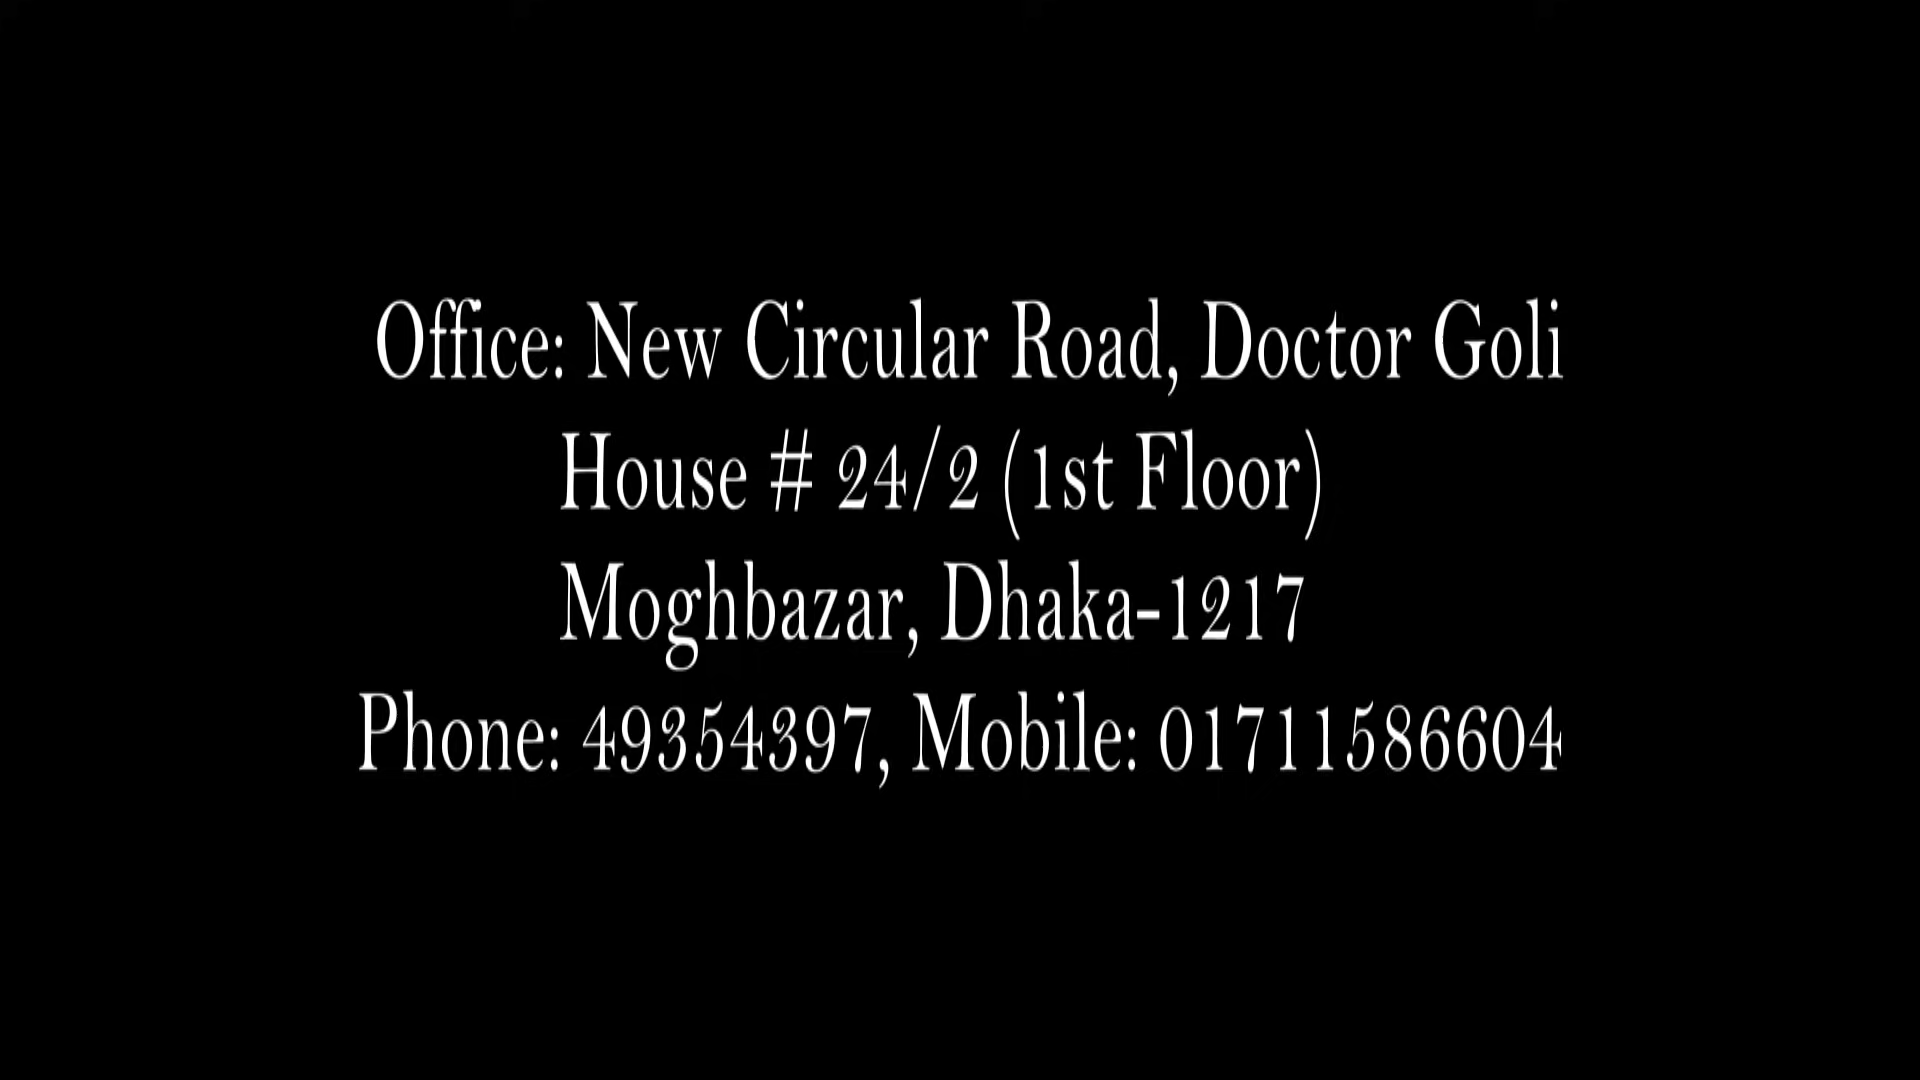 Office: New Circular Road, Doctor Goli
House # 24/2 (1st Floor)
Moghbazar, Dhaka-1217
Phone: 49354397, Mobile: 01711586604